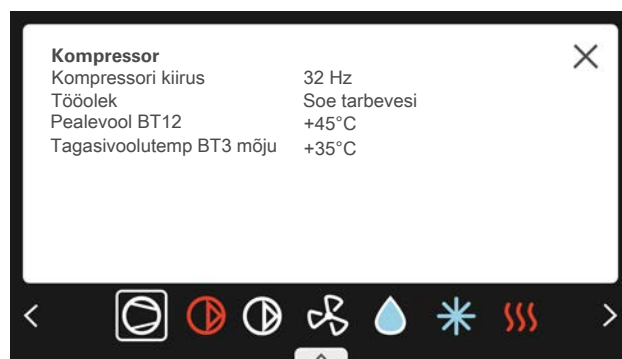 Kompressor
Kompressori kiirus 32 Hz
Tööolek Soe tarbevesi
Pealevool BT12 +45°C
Tagasivoolutemp BT3 mõju +35°C